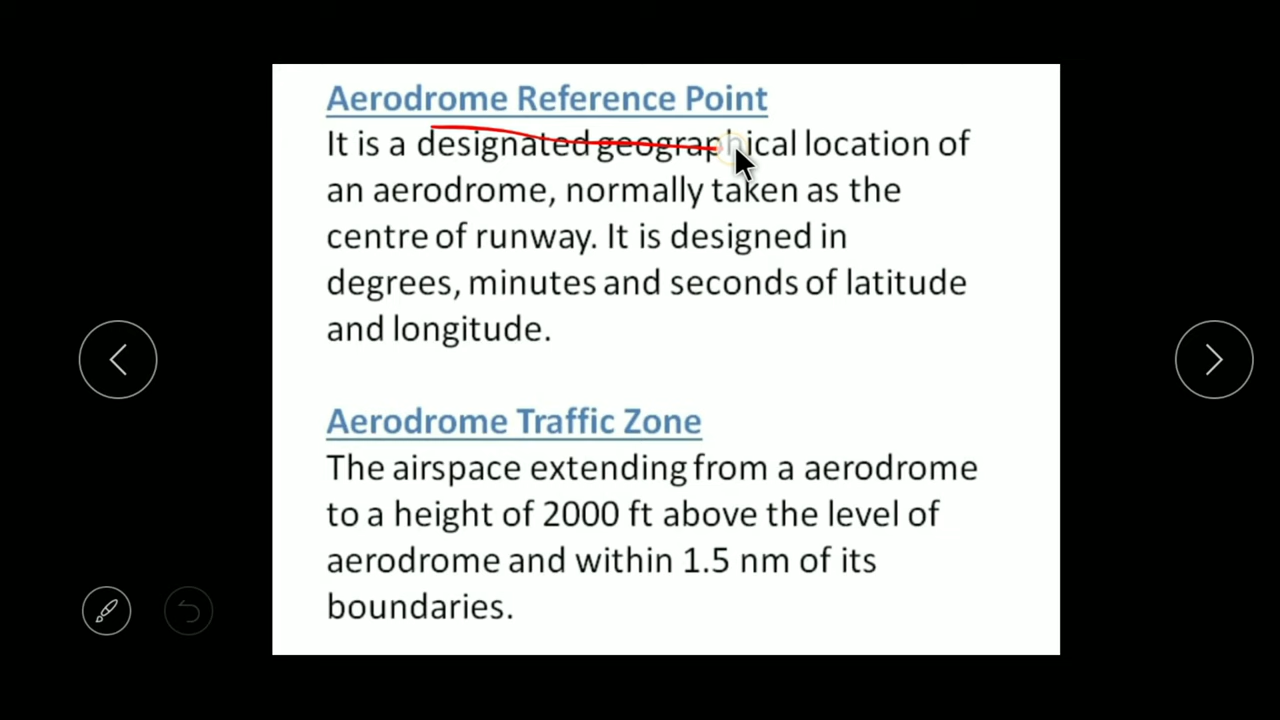 Aerodrome Reference Point
It is a designated geographical location of
an aerodrome, normally taken as the
centre of runway. It is designed in
degrees, minutes and seconds of latitude
and longitude.
Aerodrome Traffic Zone
The airspace extending from a aerodrome
to a height of 2000 ft above the level of
aerodrome and within 1.5 nm of its
boundaries.